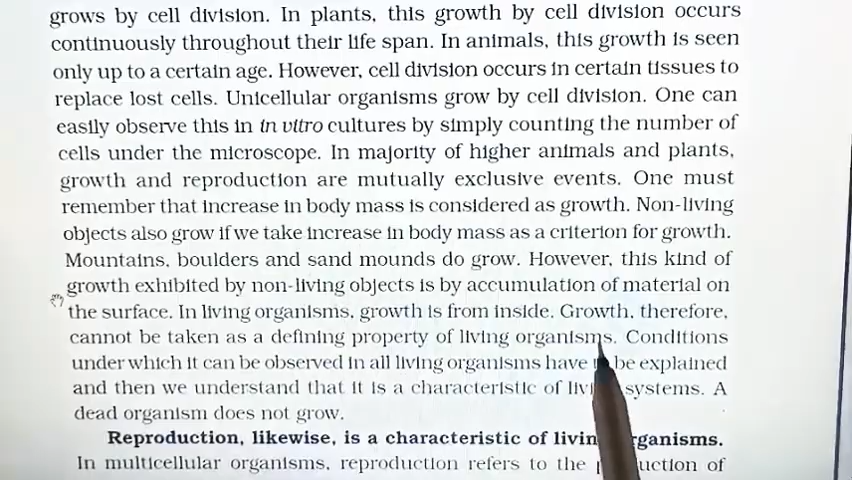 grows by cell division. In plants, this growth by cell division occurs
continuously throughout their life span. In animals, this growth is seen
only up to a certain age. However, cell division occurs in certain tissues to
replace lost cells. Unicellular organisms grow by cell division. One can
easily observe this in in vitro cultures by simply counting the number of
cells under the microscope. In majority of higher animals and plants,
growth and reproduction are mutually exclusive events. One must
remember that increase in body mass is considered as growth. Non-living
objects also grow if we take increase in body mass as a criterion for growth.
Mountains, boulders and sand mounds do grow. However, this kind of
growth exhibited by non-living objects is by accumulation of material on
the surface. In living organisms, growth is from inside. Growth, therefore,
cannot be taken as a defining property of living organisms. Conditions
under which it can be observed in all living organisms have be explained
and then we understand that it is a characteristic of systems. A
dead organism does not grow.
Reproduction, likewise, is a characteristic of
In multicellular organisms, reproduction refers to the of